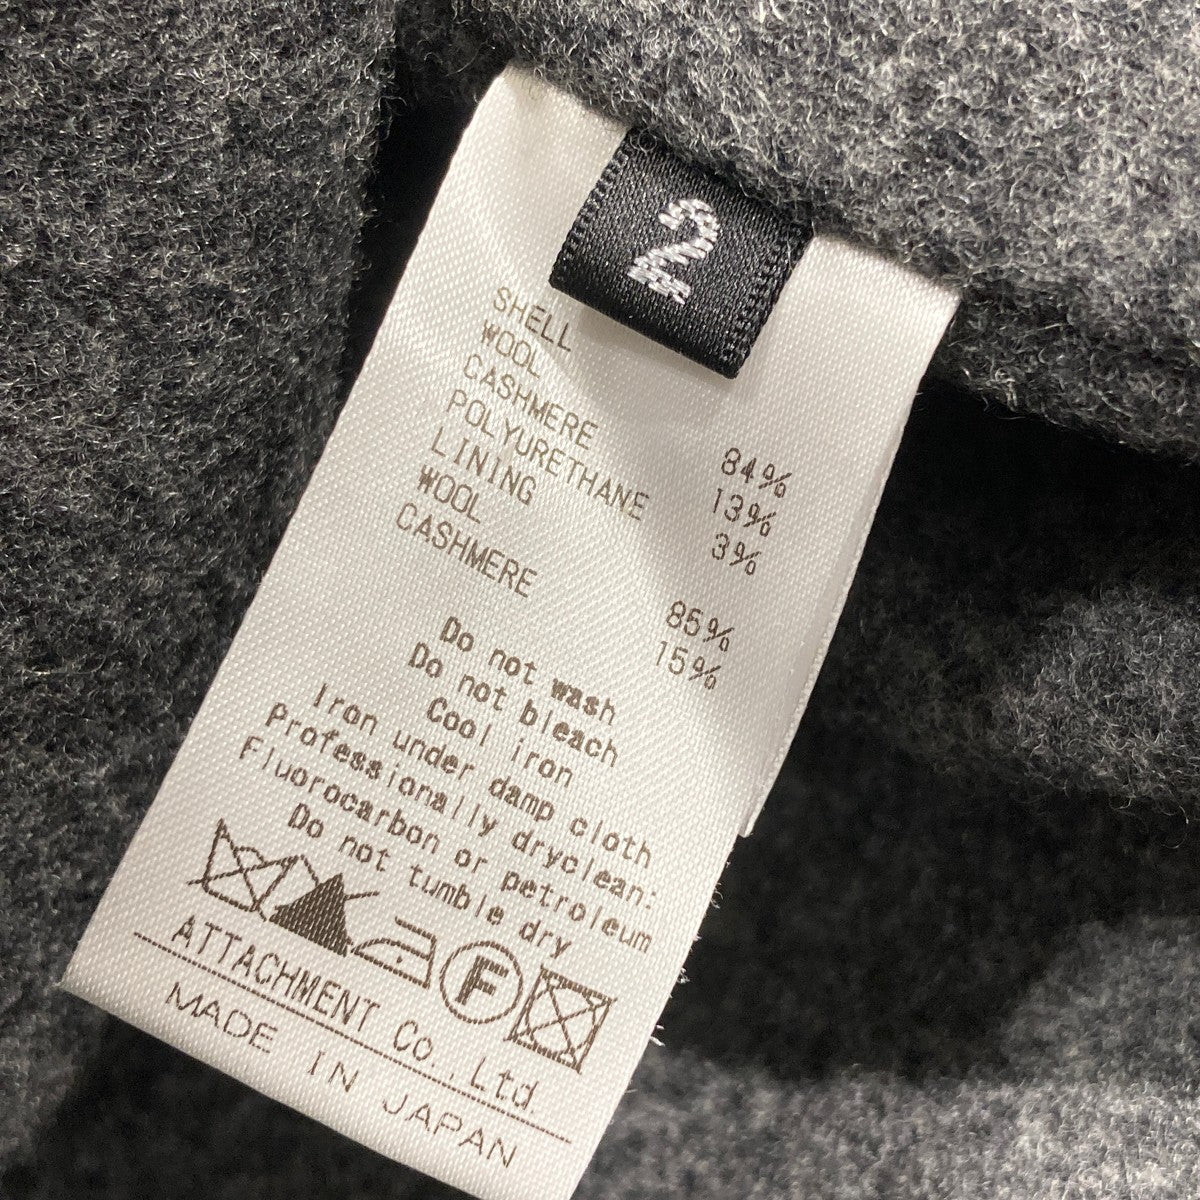 2
SHELL
WOOL 84%
CASHMERE 13%
POLYURETHANE 3%
LINING
WOOL 85%
CASHMERE 15%
Do not wash
Do not bleach
Cool iron
Iron under damp cloth
Professionally dryclean:
Fluorocarbon or petroleum
Do not tumble dry
F
ATTACHMENT Co.,Ltd.
MADE IN JAPAN